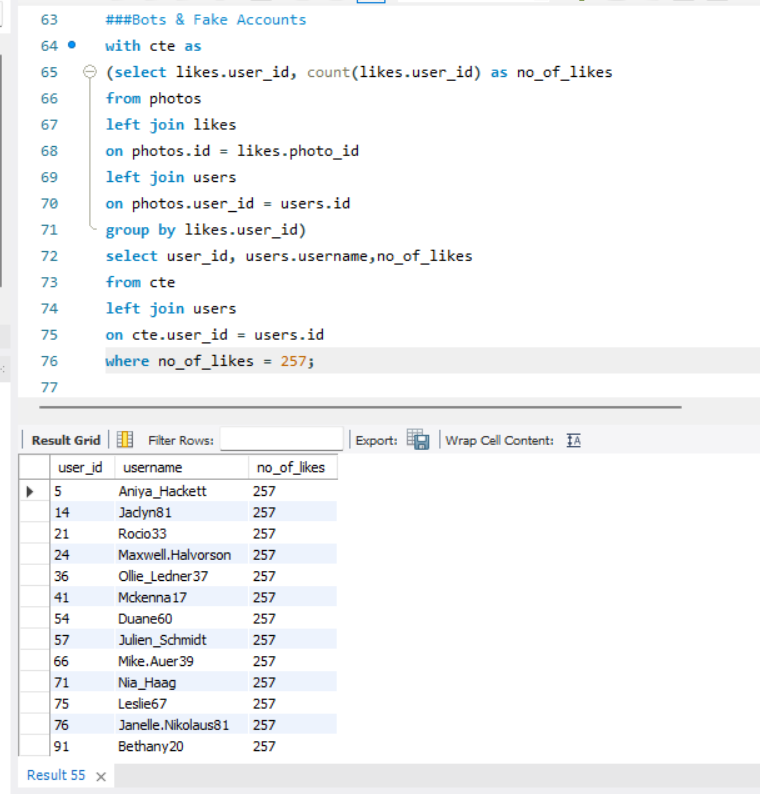 63 ###Bots & Fake Accounts
64 with cte as
65 (select likes.user_id, count(likes.user_id) as no_of_likes
66 from photos
67 left join likes
68 on photos.id = likes.photo_id
69 left join users
70 on photos.user_id = users.id
71 group by likes.user_id)
72 select user_id, users.username,no_of_likes
73 from cte
74 left join users
75 on cte.user_id = users.id
76 where no_of_likes = 257;
77
Result Grid Filter Rows: Export: Wrap Cell Content: IA
user_id username no_of_likes
5 Aniya_Hackett 257
14 Jaclyn81 257
21 Rocio33 257
24 Maxwell.Halvorson 257
36 Ollie_Ledner37 257
41 Mckenna17 257
54 Duane60 257
57 Julien_Schmidt 257
66 Mike.Auer39 257
71 Nia_Haag 257
75 Leslie67 257
76 Janelle.Nikolaus81 257
91 Bethany20 257
Result 55 ×